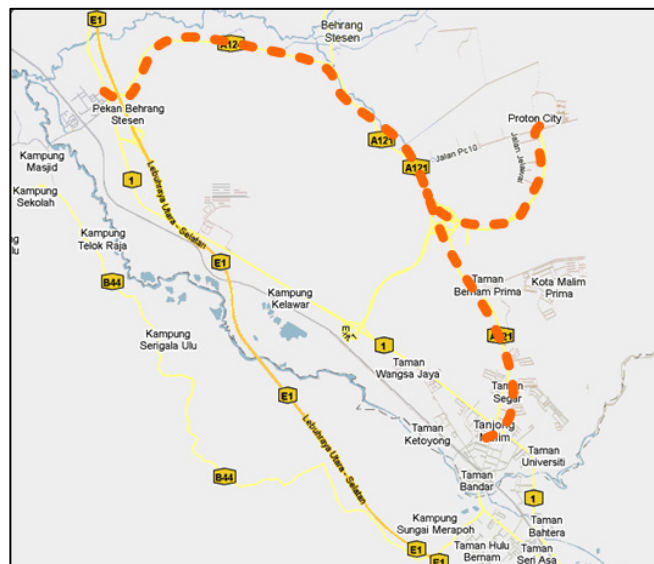 E1
Behrang
Stesen
A121
Pekan Behrang
Stesen
Proton City
Jalan Pc10
Jalan Jelawar
A121
A121
Kampung
Masjid
1
Lebuhraya Utara - Selatan
Kampung
Sekolah
Kampung
Telok Raja
E1
Taman
Bernam Prima
Kota Malim
Prima
B44
Kampung
Kelawar
A121
Kampung
Serigala Ulu
1
Taman
Wangsa Jaya
E1
Taman
Segar
Lebuhraya Utara - Selatan
Taman
Ketoyong
Tanjong
Malim
Taman
Universiti
B44
Taman
Bandar
1
Kampung
Sungai Merapoh
Taman
Bahtera
E1
Taman Hulu
Bernam
Taman
Seri Asa
E1